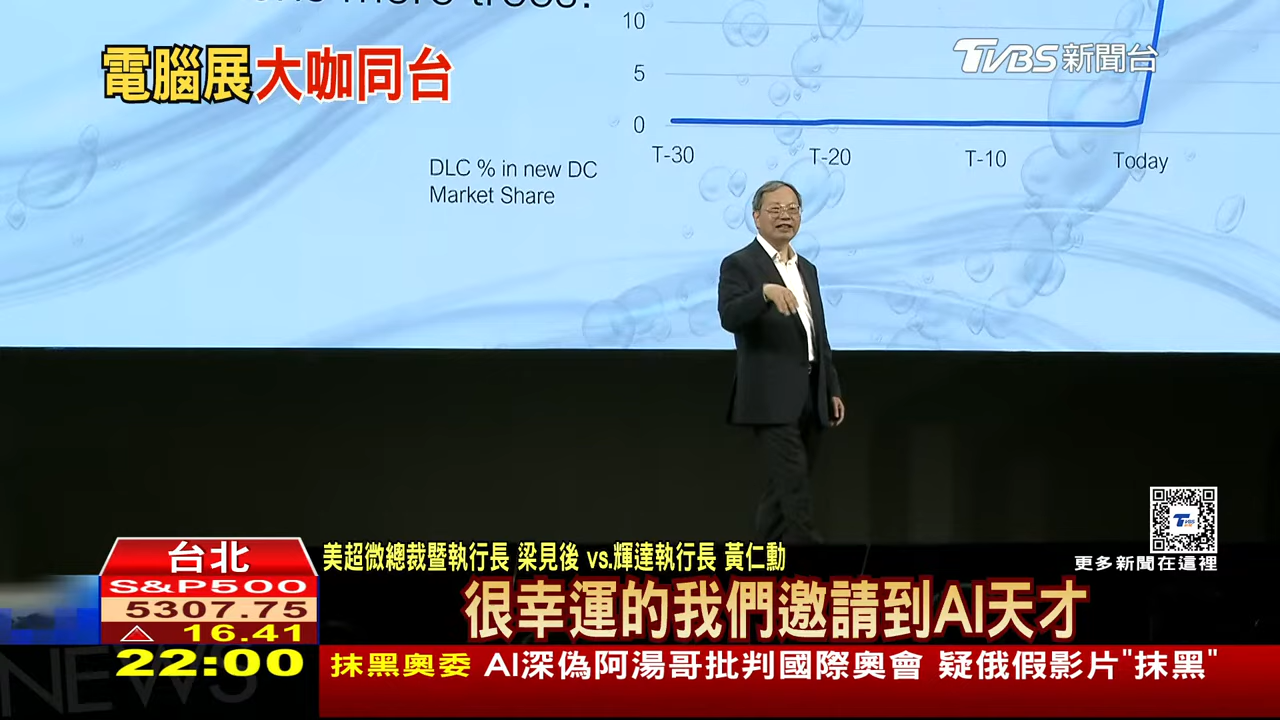 more trees!
10
5
0
T-30
T-20
T-10
Today
DLC % in new DC
Market Share
電腦展大咖同台
TVBS新聞台
TVBS
更多新聞在這裡
台北
S&P500
5307.75
16.41
22:00
美超微總裁暨執行長 梁見後 vs.輝達執行長 黃仁勳
很幸運的我們邀請到AI天才
抹黑奧委 AI深偽阿湯哥批判國際奧會 疑俄假影片"抹黑"
NEWS